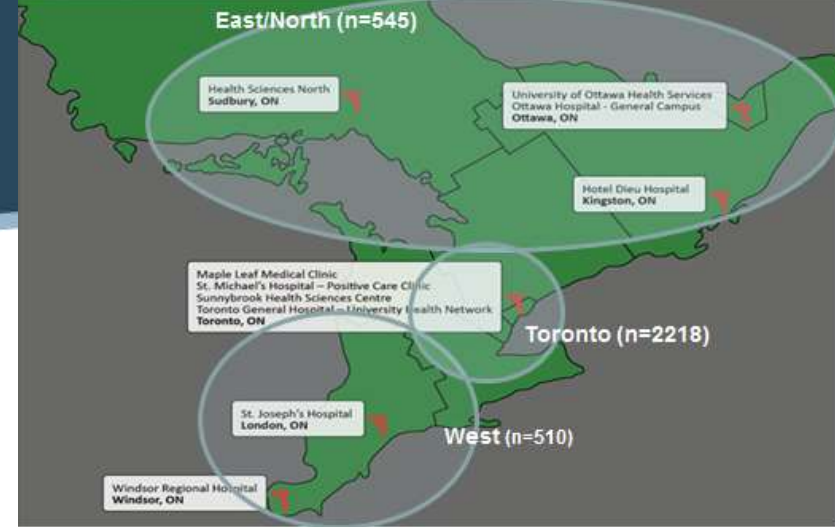 East/North (n=545)
Health Sciences North
Sudbury, ON
University of Ottawa Health Services
Ottawa Hospital - General Campus
Ottawa, ON
Hotel Dieu Hospital
Kingston, ON
Maple Leaf Medical Clinic
St. Michael's Hospital – Positive Care Clinic
Sunnybrook Health Sciences Centre
Toronto General Hospital – University Health Network
Toronto, ON
Toronto (n=2218)
St. Joseph's Hospital
London, ON
West (n=510)
Windsor Regional Hospital
Windsor, ON